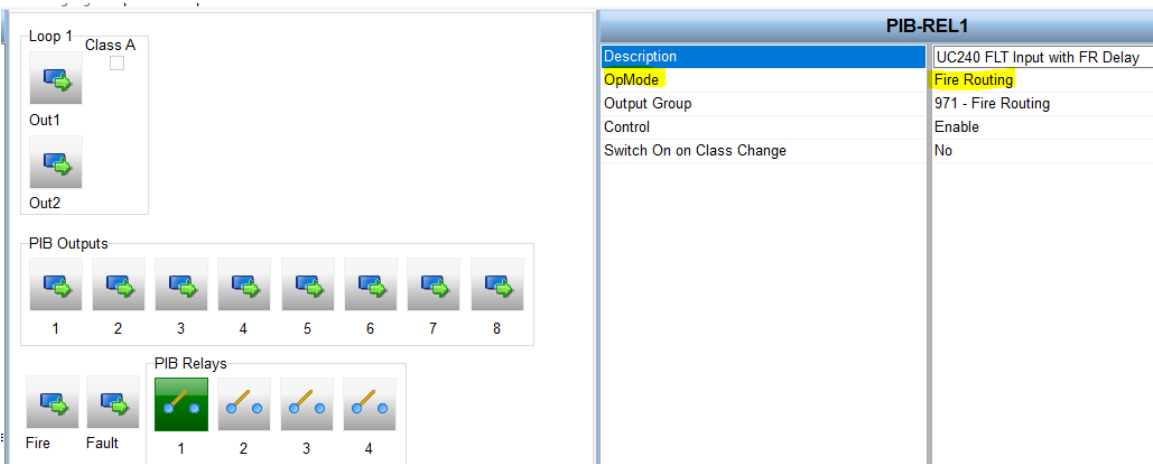 Loop 1
Class A
Out1
Out2
PIB Outputs
1 2 3 4 5 6 7 8
PIB Relays
Fire Fault 1 2 3 4
PIB-REL1
Description UC240 FLT Input with FR Delay
OpMode Fire Routing
Output Group 971 - Fire Routing
Control Enable
Switch On on Class Change No